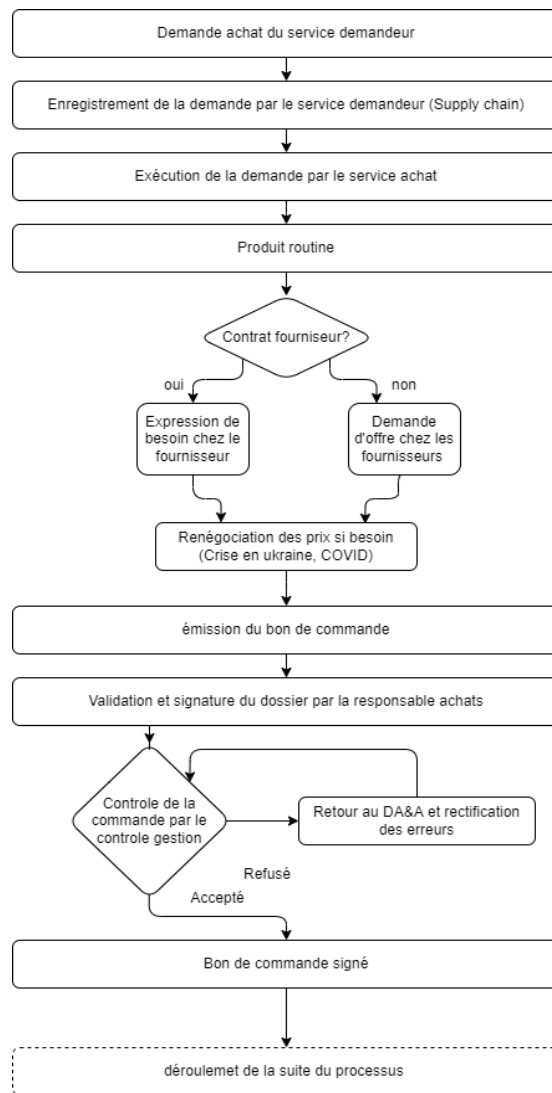 Demande achat du service demandeur
Enregistrement de la demande par le service demandeur (Supply chain)
Exécution de la demande par le service achat
Produit routine
Contrat fourniseur?
oui
non
Expression de
besoin chez le
fournisseur
Demande
d'offre chez les
fournisseurs
Renégociation des prix si besoin
(Crise en ukraine, COVID)
émission du bon de commande
Validation et signature du dossier par la responsable achats
Controle de la
commande par le
controle gestion
Retour au DA&A et rectification
des erreurs
Refusé
Accepté
Bon de commande signé
déroulemet de la suite du processus